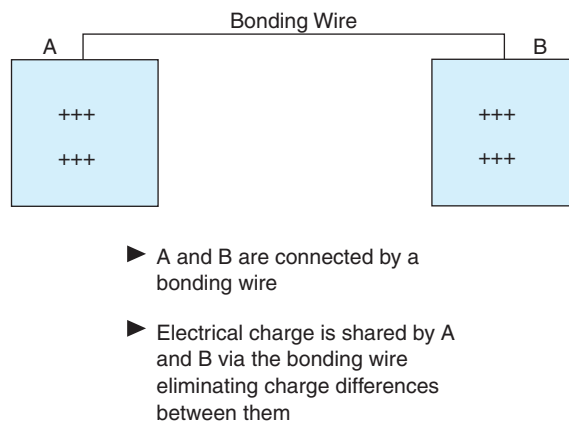 Bonding Wire
A B
+++ +++
+++ +++
► A and B are connected by a
bonding wire
► Electrical charge is shared by A
and B via the bonding wire
eliminating charge differences
between them